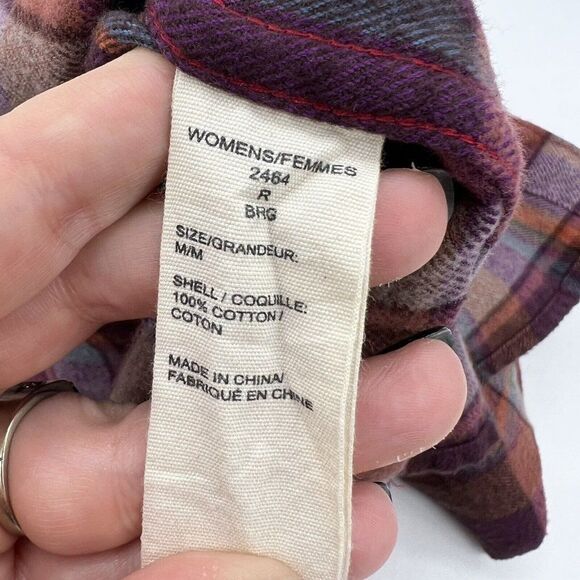 WOMENS/FEMMES
2464
R
BRG
SIZE/GRANDEUR:
M/M
SHELL / COQUILLE:
100% COTTON /
COTON
MADE IN CHINA/
FABRIQUÉ EN CHINE